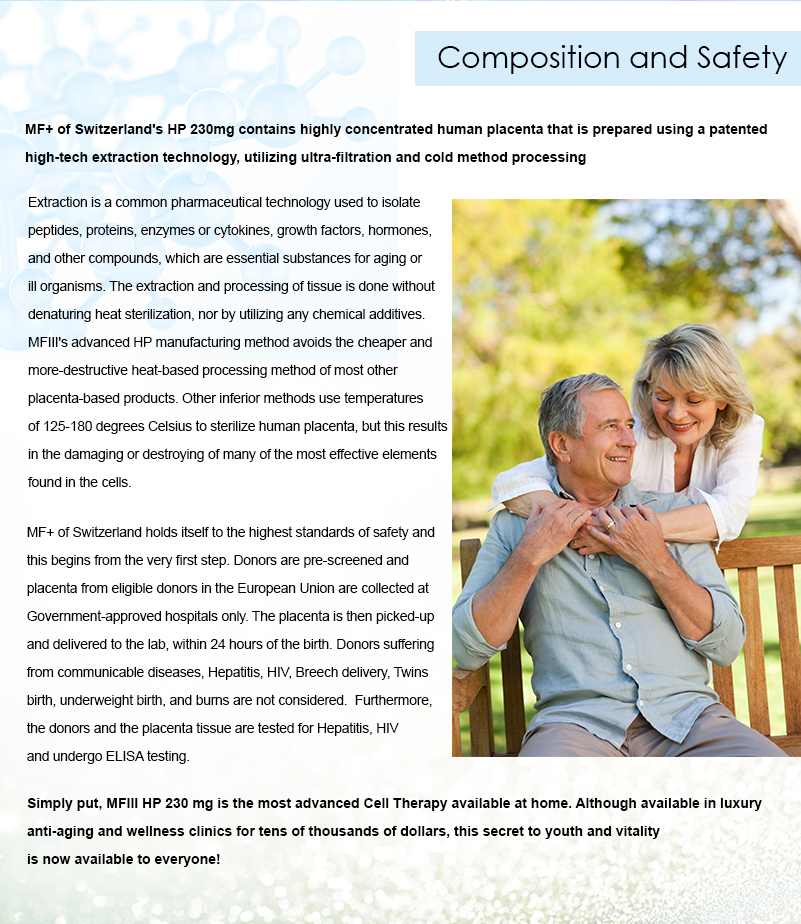 Composition and Safety
MF+ of Switzerland's HP 230mg contains highly concentrated human placenta that is prepared using a patented
high-tech extraction technology, utilizing ultra-filtration and cold method processing
Extraction is a common pharmaceutical technology used to isolate
peptides, proteins, enzymes or cytokines, growth factors, hormones,
and other compounds, which are essential substances for aging or
ill organisms. The extraction and processing of tissue is done without
denaturing heat sterilization, nor by utilizing any chemical additives.
MFIII's advanced HP manufacturing method avoids the cheaper and
more-destructive heat-based processing method of most other
placenta-based products. Other inferior methods use temperatures
of 125-180 degrees Celsius to sterilize human placenta, but this results
in the damaging or destroying of many of the most effective elements
found in the cells.
MF+ of Switzerland holds itself to the highest standards of safety and
this begins from the very first step. Donors are pre-screened and
placenta from eligible donors in the European Union are collected at
Government-approved hospitals only. The placenta is then picked-up
and delivered to the lab, within 24 hours of the birth. Donors suffering
from communicable diseases, Hepatitis, HIV, Breech delivery, Twins
birth, underweight birth, and burns are not considered.  Furthermore,
the donors and the placenta tissue are tested for Hepatitis, HIV
and undergo ELISA testing.
Simply put, MFIII HP 230 mg is the most advanced Cell Therapy available at home. Although available in luxury
anti-aging and wellness clinics for tens of thousands of dollars, this secret to youth and vitality
is now available to everyone!